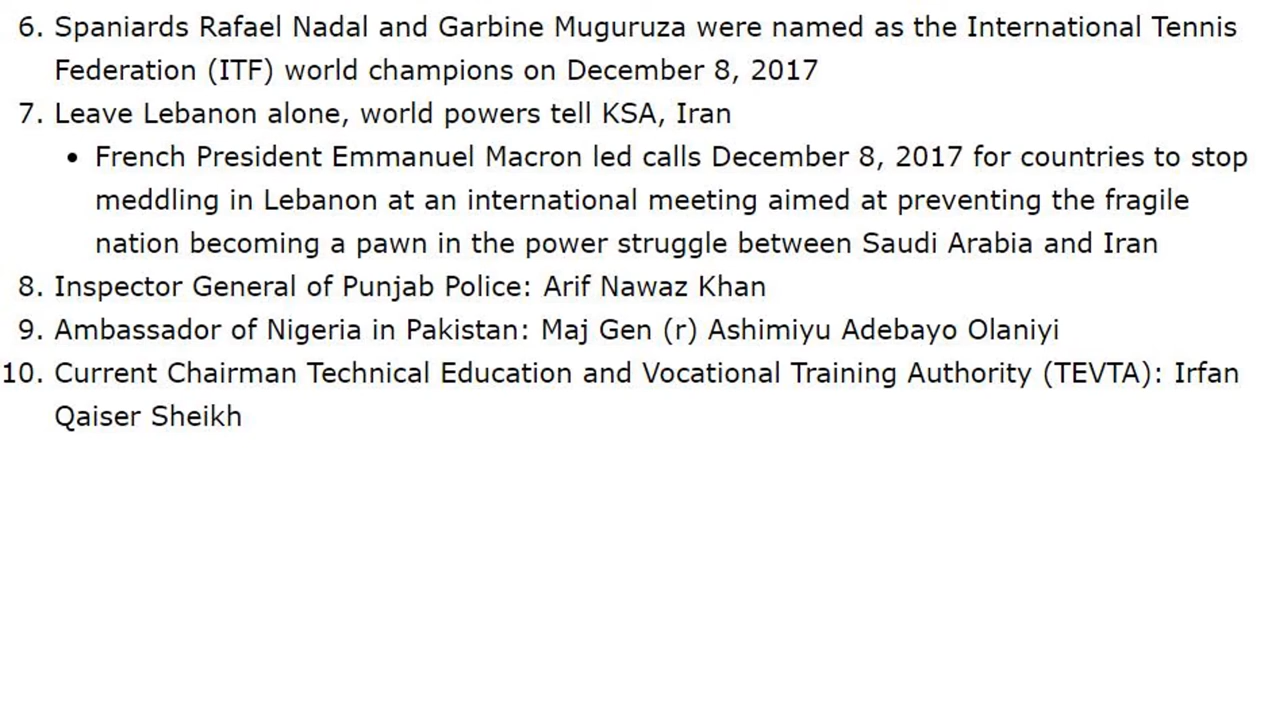 6. Spaniards Rafael Nadal and Garbine Muguruza were named as the International Tennis
Federation (ITF) world champions on December 8, 2017
7. Leave Lebanon alone, world powers tell KSA, Iran
• French President Emmanuel Macron led calls December 8, 2017 for countries to stop
meddling in Lebanon at an international meeting aimed at preventing the fragile
nation becoming a pawn in the power struggle between Saudi Arabia and Iran
8. Inspector General of Punjab Police: Arif Nawaz Khan
9. Ambassador of Nigeria in Pakistan: Maj Gen (r) Ashimiyu Adebayo Olaniyi
10. Current Chairman Technical Education and Vocational Training Authority (TEVTA): Irfan
Qaiser Sheikh